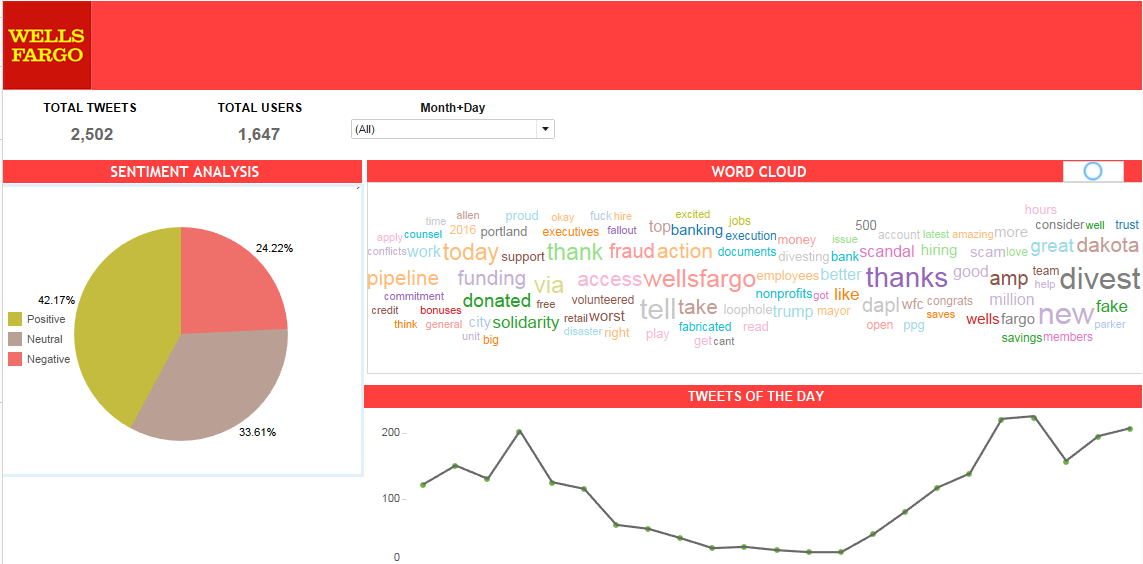 WELLS
FARGO
TOTAL TWEETS TOTAL USERS Month+Day
2,502 1,647 (All)
SENTIMENT ANALYSIS WORD CLOUD
24.22%
42.17%
Positive
Neutral
Negative
33.61%
hours
time allen proud okay fuck hire excited jobs
apply counsel 2016 portland executives fallout top banking execution money issue 500 account latest amazing more consider well trust
conflicts work today support thank fraud action documents divesting bank scandal hiring scam love great dakota
pipeline funding via access wellsfargo employees better thanks good amp team help divest
commitment donated free volunteered nonprofits got like million
credit bonuses tell take loophole trump mayor dapl wfc congrats new fake
think general city solidarity retail worst fabricated read open ppg saves wells fargo parker
unit big disaster right play get cant savings members
TWEETS OF THE DAY
200
100
0